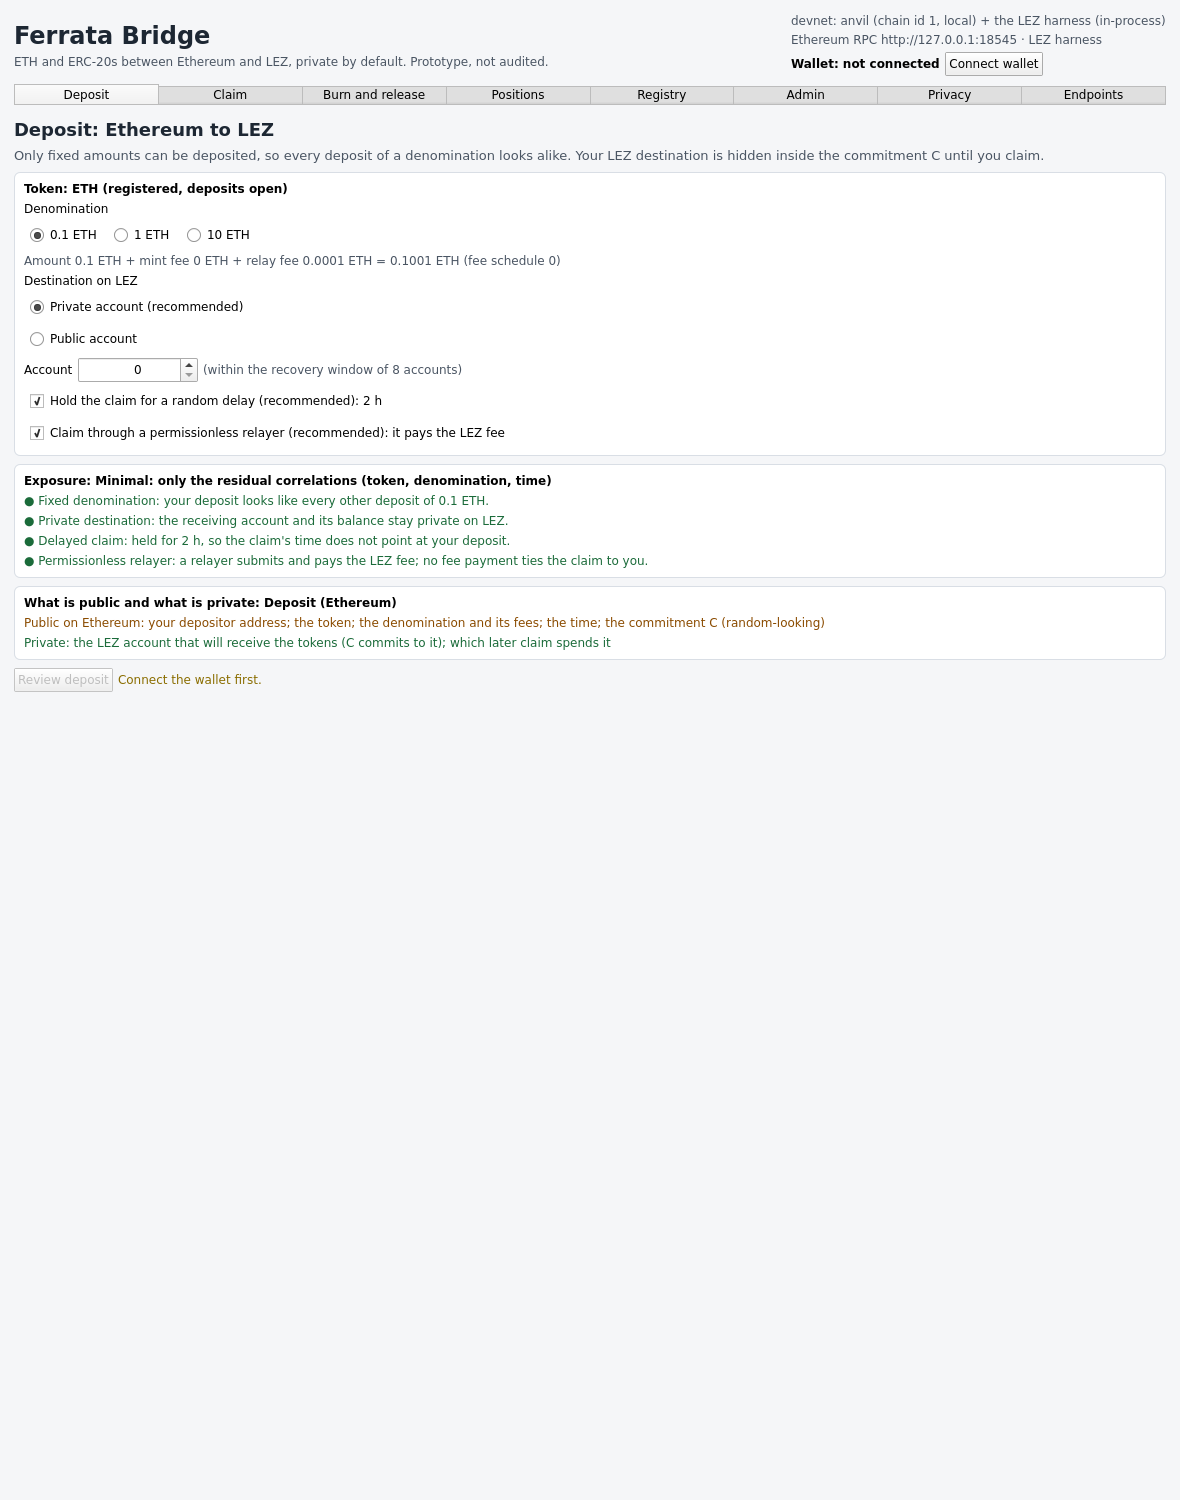 Ferrata Bridge
ETH and ERC-20s between Ethereum and LEZ, private by default. Prototype, not audited.
devnet: anvil (chain id 1, local) + the LEZ harness (in-process)
Ethereum RPC http://127.0.0.1:18545 · LEZ harness
Wallet: not connected Connect wallet
Deposit Claim Burn and release Positions Registry Admin Privacy Endpoints
Deposit: Ethereum to LEZ
Only fixed amounts can be deposited, so every deposit of a denomination looks alike. Your LEZ destination is hidden inside the commitment C until you claim.
Token: ETH (registered, deposits open)
Denomination
0.1 ETH 1 ETH 10 ETH
Amount 0.1 ETH + mint fee 0 ETH + relay fee 0.0001 ETH = 0.1001 ETH (fee schedule 0)
Destination on LEZ
Private account (recommended)
Public account
Account 0 (within the recovery window of 8 accounts)
Hold the claim for a random delay (recommended): 2 h
Claim through a permissionless relayer (recommended): it pays the LEZ fee
Exposure: Minimal: only the residual correlations (token, denomination, time)
● Fixed denomination: your deposit looks like every other deposit of 0.1 ETH.
● Private destination: the receiving account and its balance stay private on LEZ.
● Delayed claim: held for 2 h, so the claim's time does not point at your deposit.
● Permissionless relayer: a relayer submits and pays the LEZ fee; no fee payment ties the claim to you.
What is public and what is private: Deposit (Ethereum)
Public on Ethereum: your depositor address; the token; the denomination and its fees; the time; the commitment C (random-looking)
Private: the LEZ account that will receive the tokens (C commits to it); which later claim spends it
Review deposit Connect the wallet first.